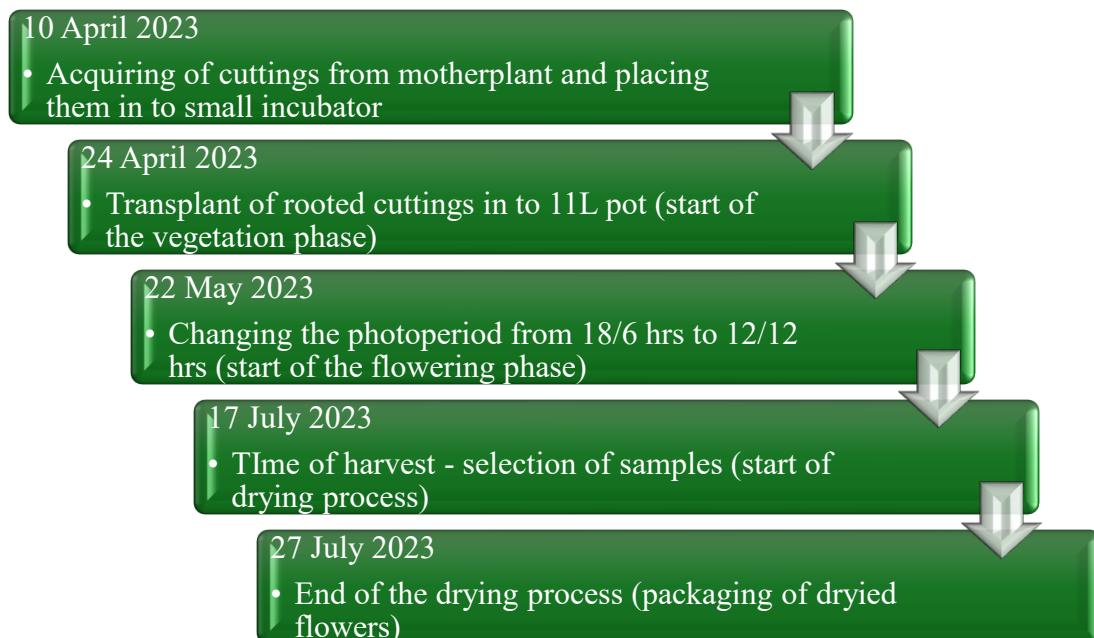 10 April 2023
• Acquiring of cuttings from motherplant and placing
them in to small incubator
24 April 2023
• Transplant of rooted cuttings in to 11L pot (start of
the vegetation phase)
22 May 2023
• Changing the photoperiod from 18/6 hrs to 12/12
hrs (start of the flowering phase)
17 July 2023
• TIme of harvest - selection of samples (start of
drying process)
27 July 2023
• End of the drying process (packaging of dryied
flowers)